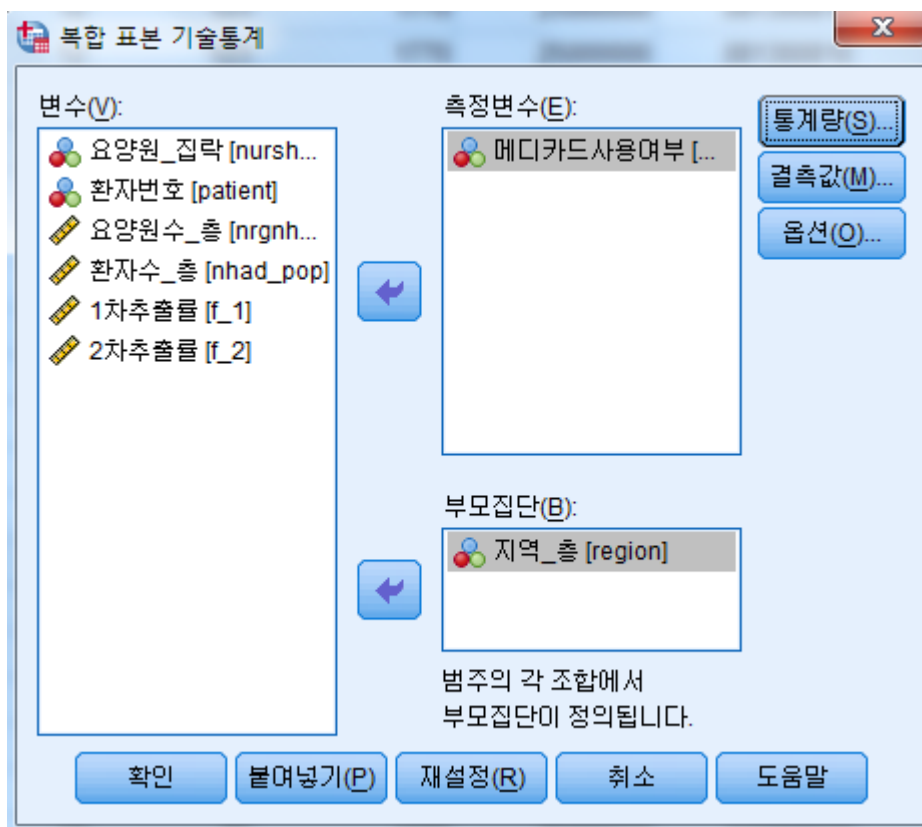 복합 표본 기술통계
변수(V):
요양원_집락 [nursh...
환자번호 [patient]
요양원수_층 [nrgnh...
환자수_층 [nhad_pop]
1차추출률 [f_1]
2차추출률 [f_2]
측정변수(E):
메디카드사용여부 [...
부모집단(B):
지역_층 [region]
범주의 각 조합에서
부모집단이 정의됩니다.
통계량(S)...
결측값(M)...
옵션(O)...
확인
붙여넣기(P)
재설정(R)
취소
도움말